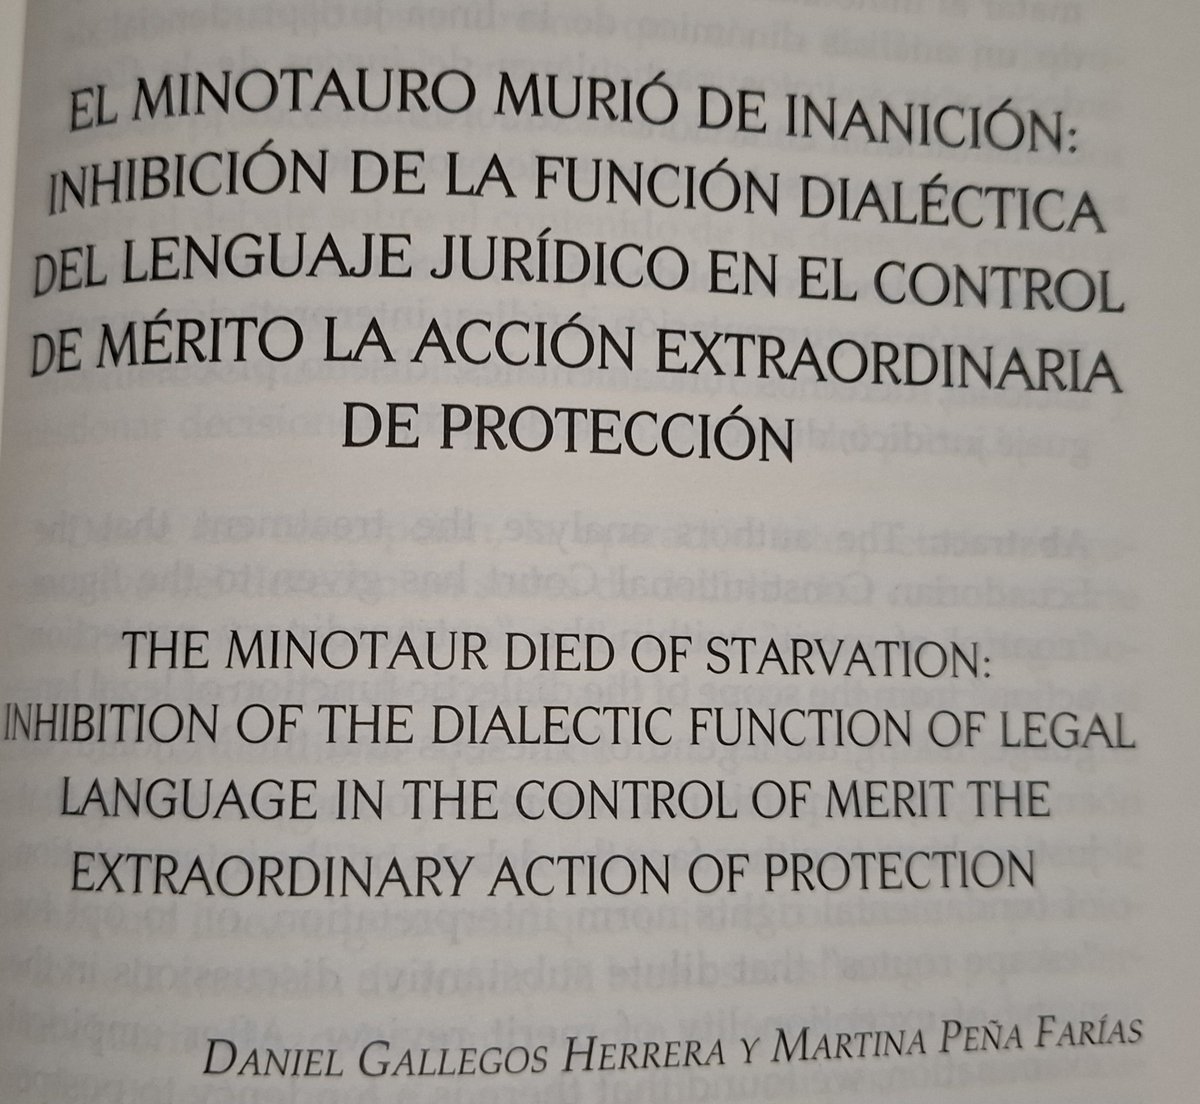 EL MINOTAURO MURIÓ DE INANICIÓN:
INHIBICIÓN DE LA FUNCIÓN DIALÉCTICA
DEL LENGUAJE JURÍDICO EN EL CONTROL
DE MÉRITO LA ACCIÓN EXTRAORDINARIA
DE PROTECCIÓN
THE MINOTAUR DIED OF STARVATION:
INHIBITION OF THE DIALECTIC FUNCTION OF LEGAL
LANGUAGE IN THE CONTROL OF MERIT THE
EXTRAORDINARY ACTION OF PROTECTION
DANIEL GALLEGOS HERRERA Y MARTINA PEÑA FARÍAS